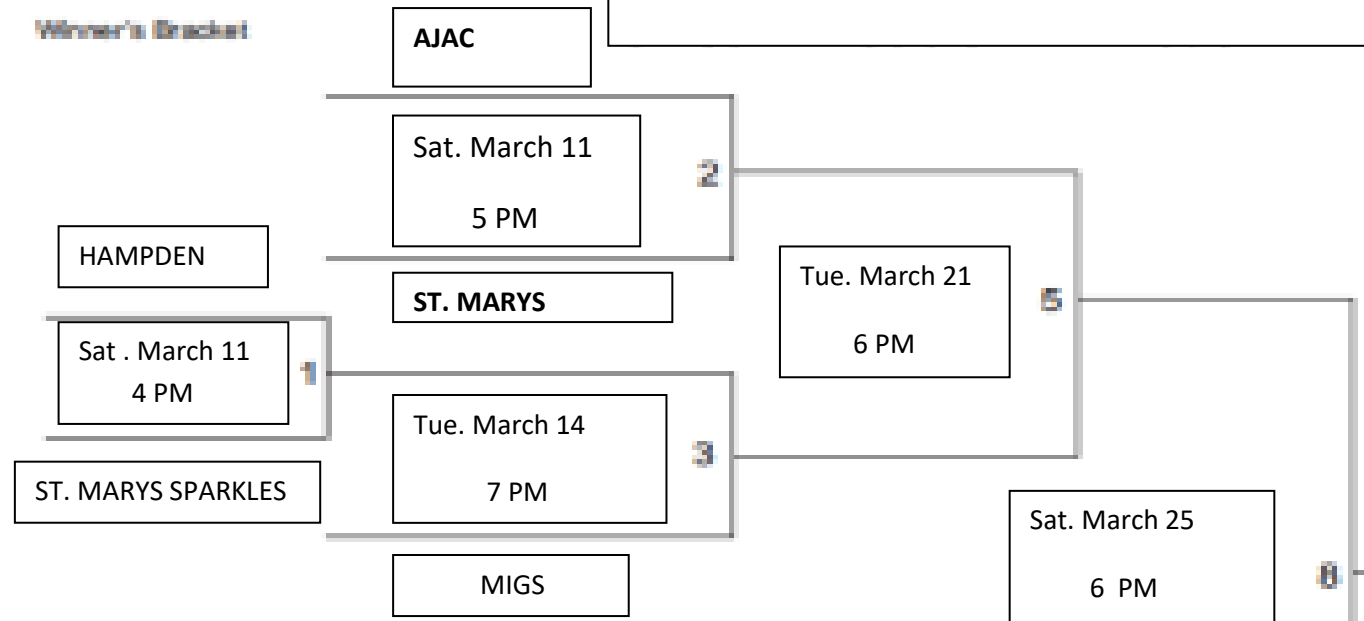 Winner's Bracket
AJAC
Sat. March 11
5 PM
2
HAMPDEN
ST. MARYS
Sat . March 11
4 PM
1
ST. MARYS SPARKLES
Tue. March 14
7 PM
3
MIGS
Tue. March 21
6 PM
5
Sat. March 25
6 PM
8